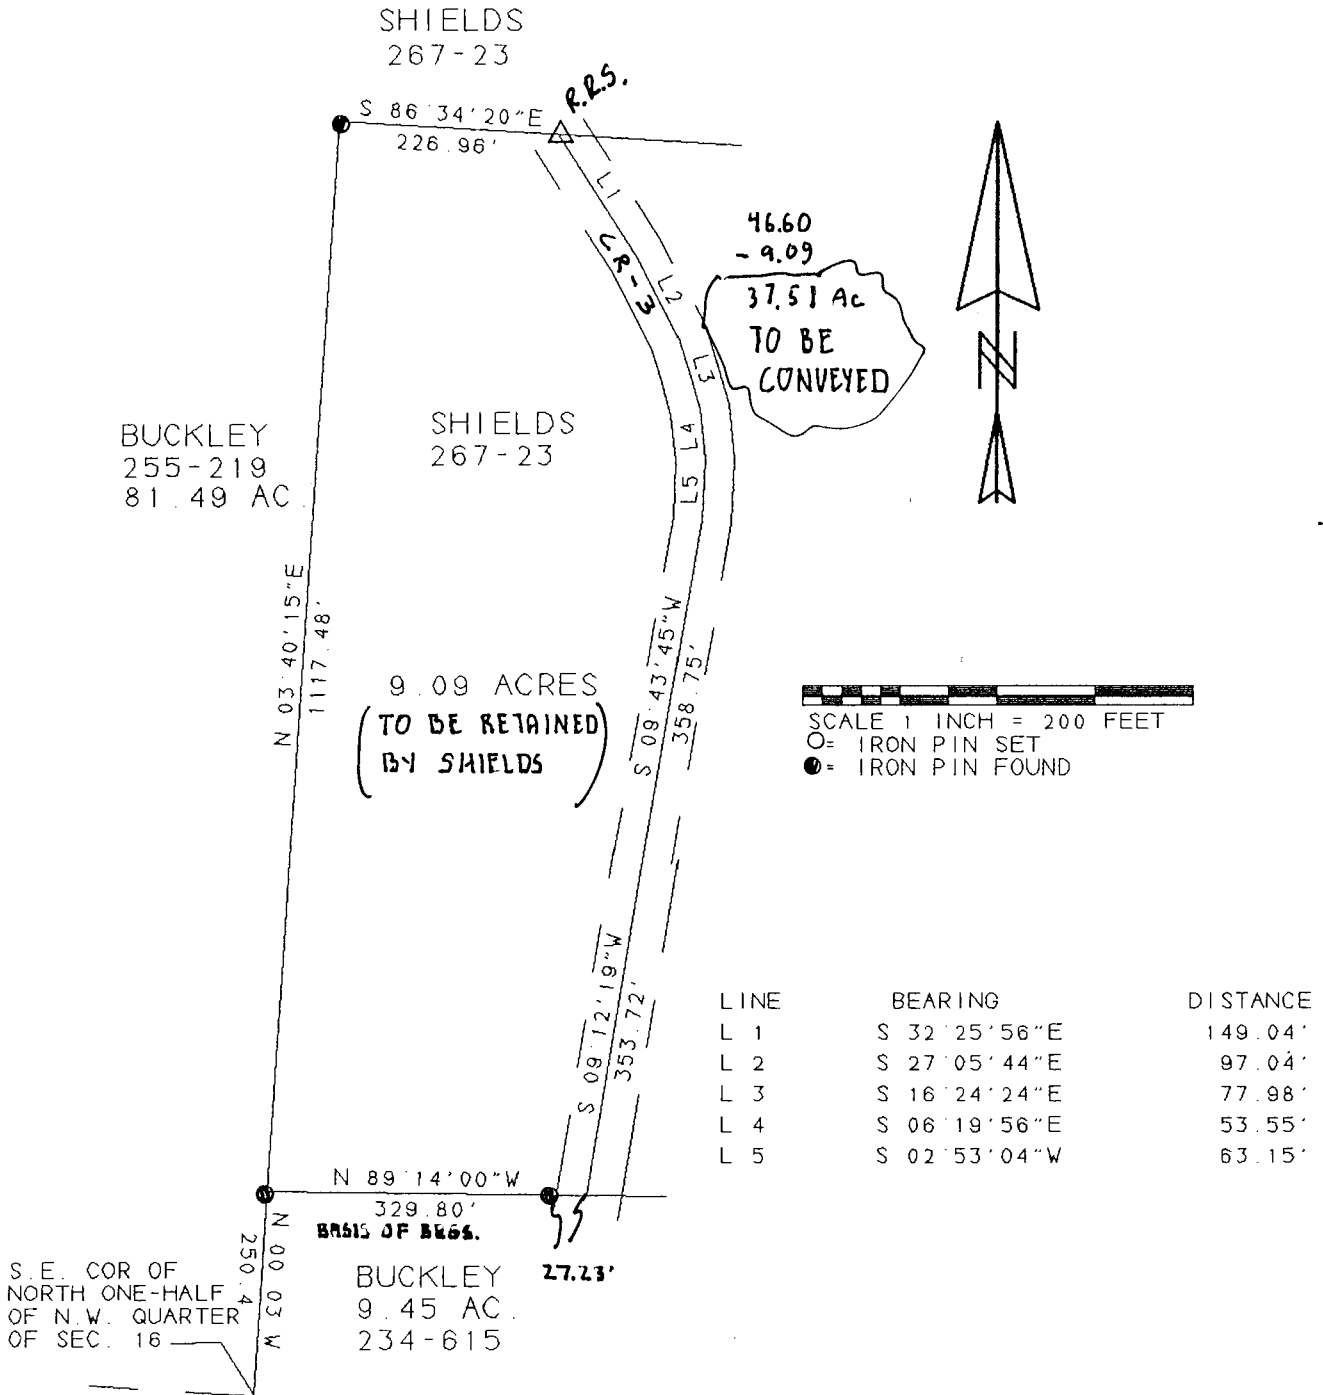 SHIELDS
267-23
R.R.S.
S 86°34'20"E
226.96'
L1
L2
L3
L4
L5
CR-3
46.60
- 9.09
37.51 Ac
TO BE
CONVEYED
N
BUCKLEY
255-219
81.49 AC.
SHIELDS
267-23
N 03°40'15"E
1117.48'
S 09°43'45"W
358.75'
9.09 ACRES
(TO BE RETAINED
BY SHIELDS)
SCALE 1 INCH = 200 FEET
O= IRON PIN SET
●= IRON PIN FOUND
S 09°12'19"W
353.72'
LINE BEARING DISTANCE
L 1 S 32°25'56"E 149.04'
L 2 S 27°05'44"E 97.04'
L 3 S 16°24'24"E 77.98'
L 4 S 06°19'56"E 53.55'
L 5 S 02°53'04"W 63.15'
N 89°14'00"W
329.80'
BASIS OF BRGS.
27.23'
N 00 03 W
250.4
BUCKLEY
9.45 AC.
234-615
S.E. COR OF
NORTH ONE-HALF
OF N.W. QUARTER
OF SEC. 16